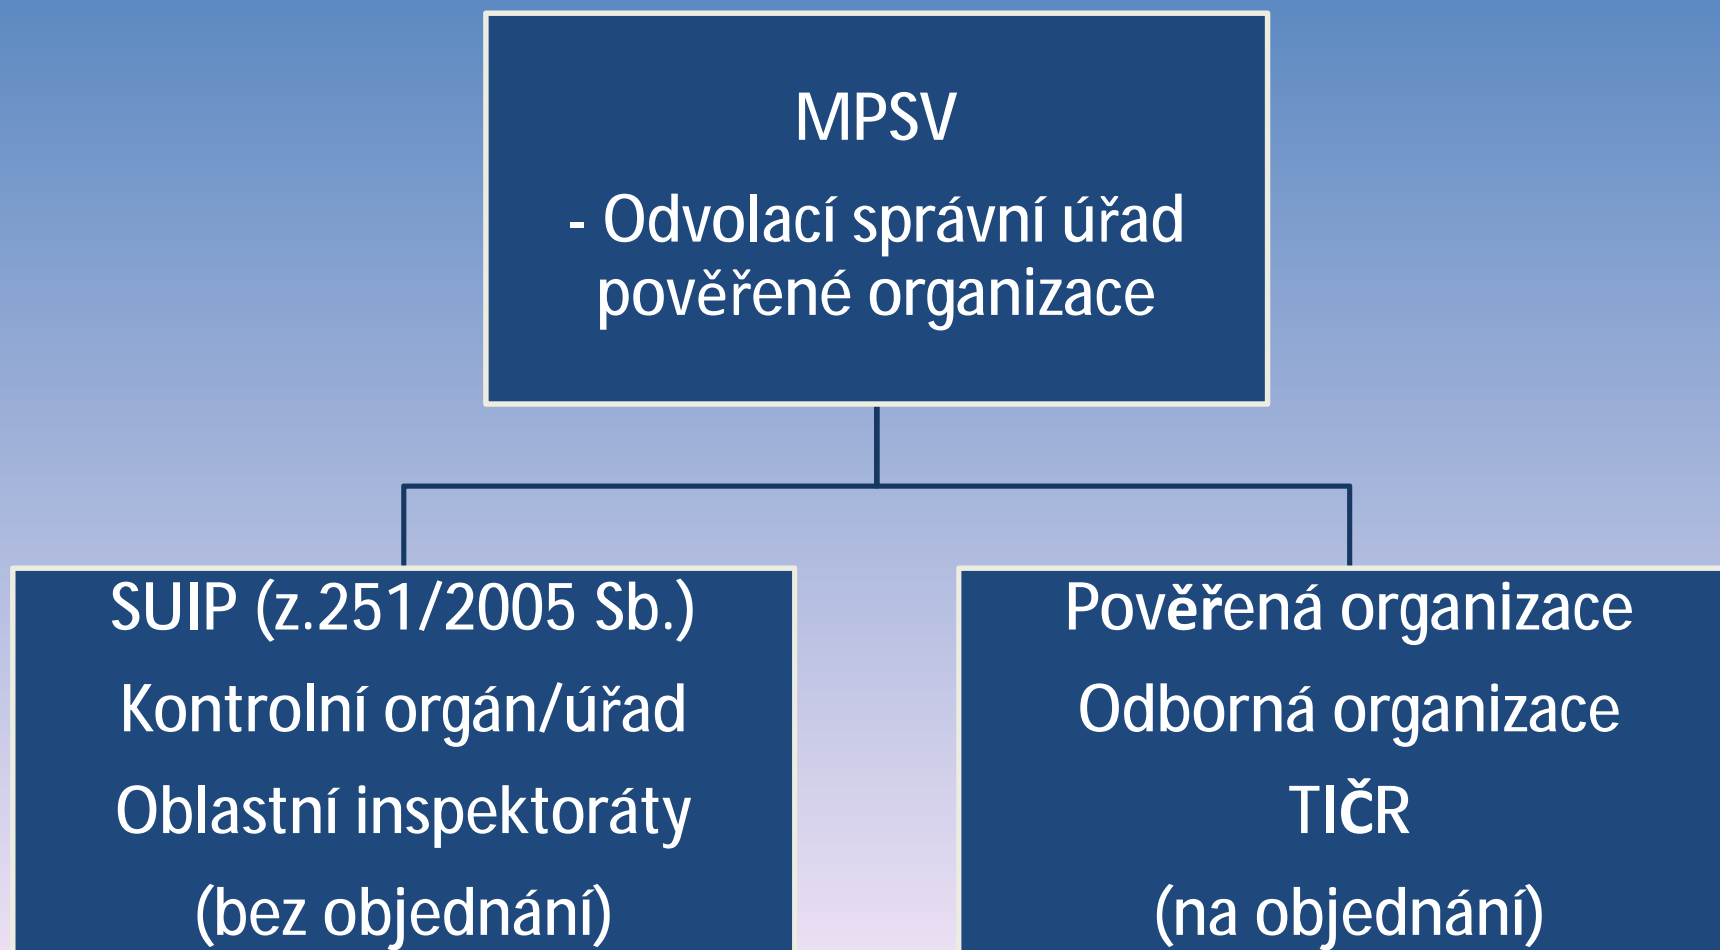 MPSV
- Odvolací správní úřad
pověřené organizace
SUIP (z.251/2005 Sb.)
Kontrolní orgán/úřad
Oblastní inspektoráty
(bez objednání)
Pověřená organizace
Odborná organizace
TIČR
(na objednání)